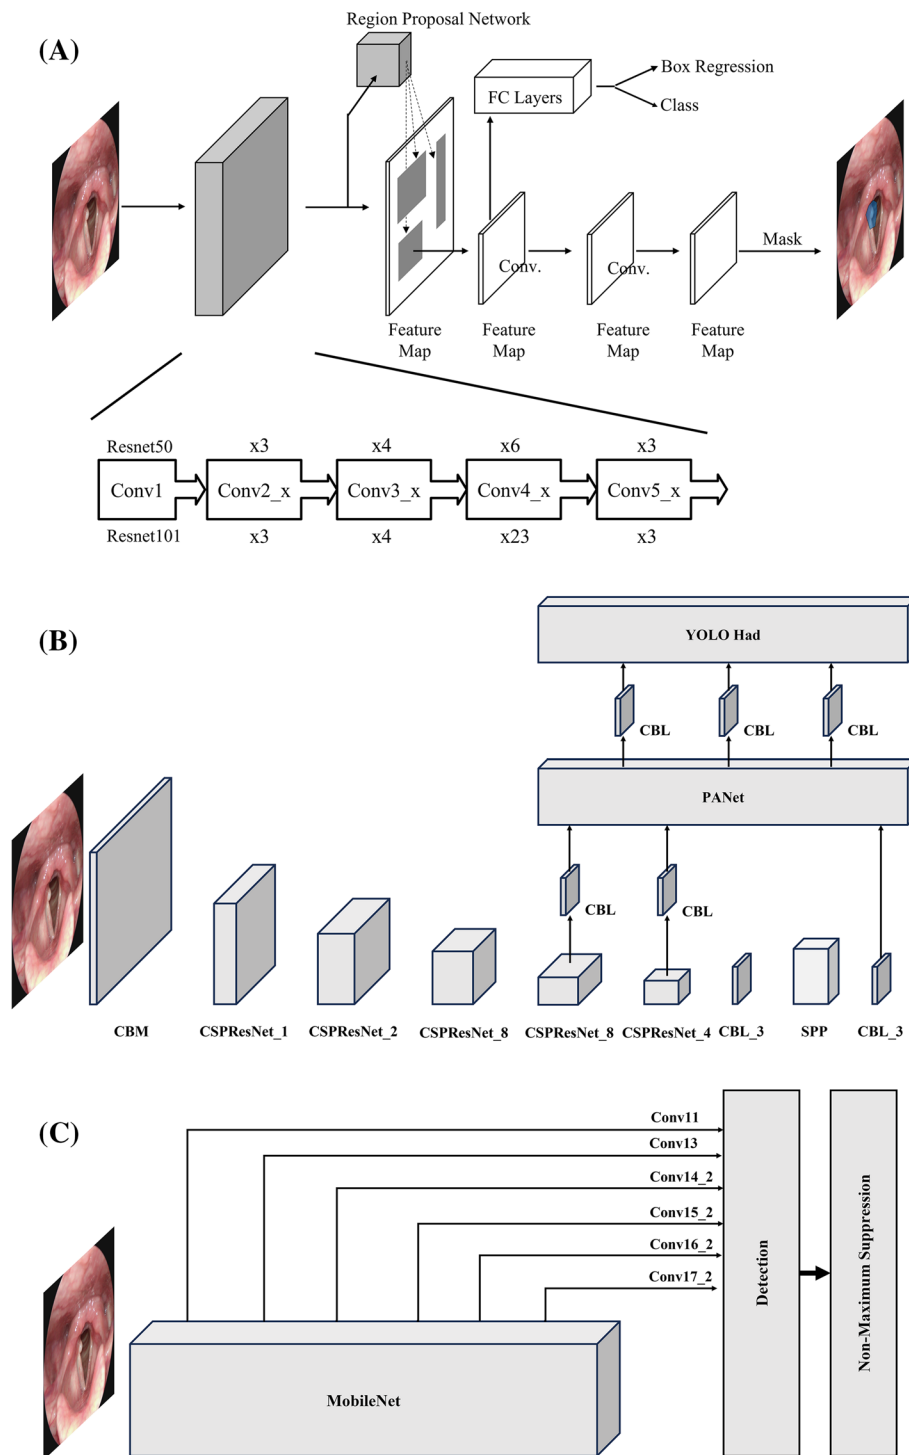 (A)
Region Proposal Network
FC Layers
Box Regression
Class
Conv.
Conv.
Mask
Feature Map
Feature Map
Feature Map
Feature Map
Resnet50
x3
x4
x6
x3
Conv1
Conv2_x
Conv3_x
Conv4_x
Conv5_x
Resnet101
x3
x4
x23
x3
(B)
YOLO Had
CBL
CBL
CBL
PANet
CBL
CBL
CBM
CSPResNet_1
CSPResNet_2
CSPResNet_8
CSPResNet_8
CSPResNet_4
CBL_3
SPP
CBL_3
(C)
Conv11
Conv13
Conv14_2
Conv15_2
Conv16_2
Conv17_2
Detection
Non-Maximum Suppression
MobileNet